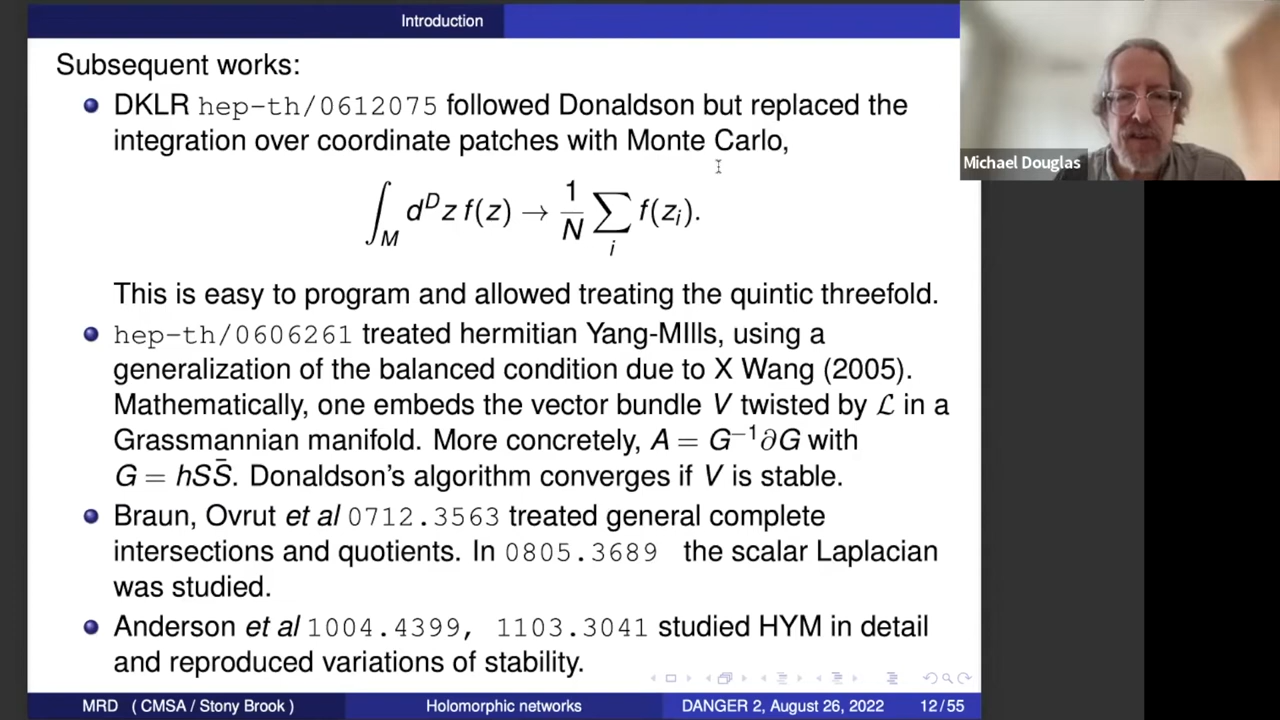 Introduction
Subsequent works:
DKLR hep-th/0612075 followed Donaldson but replaced the
integration over coordinate patches with Monte Carlo,
∫_M d^D z f(z) → 1/N ∑_i f(z_i).
This is easy to program and allowed treating the quintic threefold.
hep-th/0606261 treated hermitian Yang-MIlls, using a
generalization of the balanced condition due to X Wang (2005).
Mathematically, one embeds the vector bundle V twisted by ℒ in a
Grassmannian manifold. More concretely, A = G⁻¹∂G with
G = hSS̄. Donaldson's algorithm converges if V is stable.
Braun, Ovrut et al 0712.3563 treated general complete
intersections and quotients. In 0805.3689 the scalar Laplacian
was studied.
Anderson et al 1004.4399, 1103.3041 studied HYM in detail
and reproduced variations of stability.
MRD ( CMSA / Stony Brook ) Holomorphic networks DANGER 2, August 26, 2022 12/55
Michael Douglas